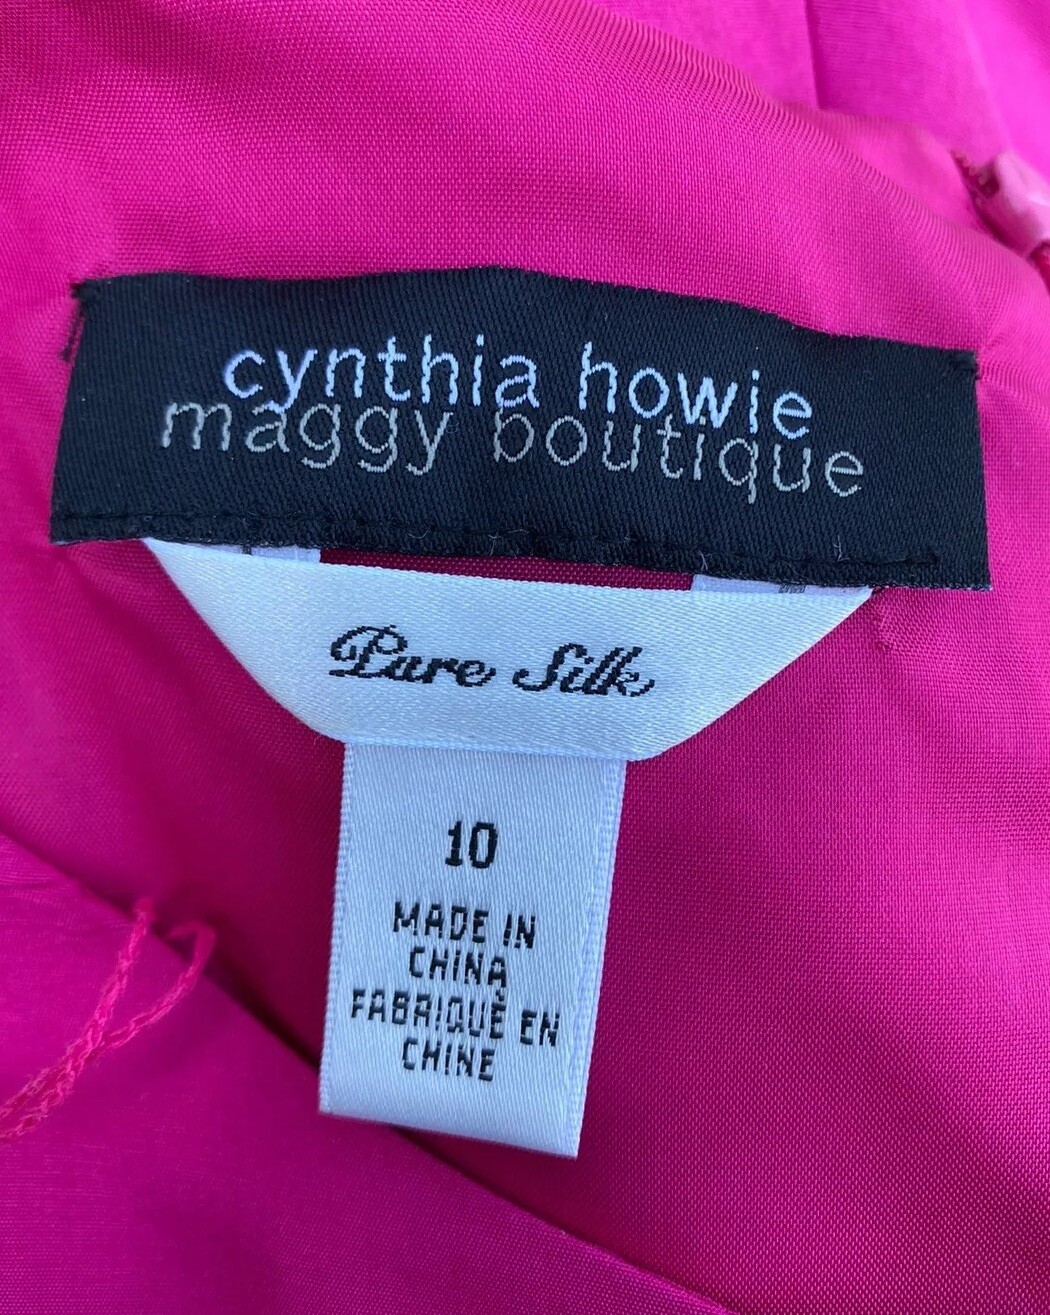 cynthia howie
maggy boutique
Pure Silk
10
MADE IN
CHINA
FABRIQUÉ EN
CHINE